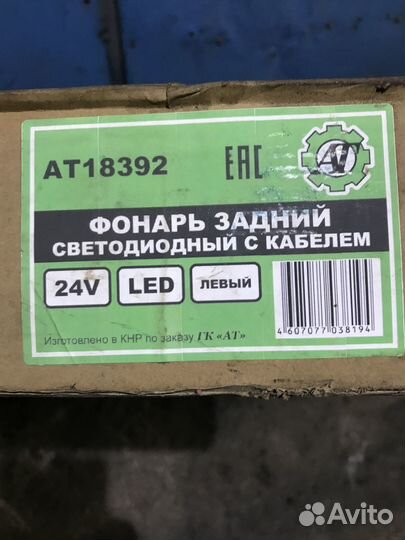 AT18392
EAC
AT
ФОНАРЬ ЗАДНИЙ
СВЕТОДИОДНЫЙ С КАБЕЛЕМ
24V
LED
ЛЕВЫЙ
4 607077 038194
Изготовлено в КНР по заказу ГК «АТ»
Avito